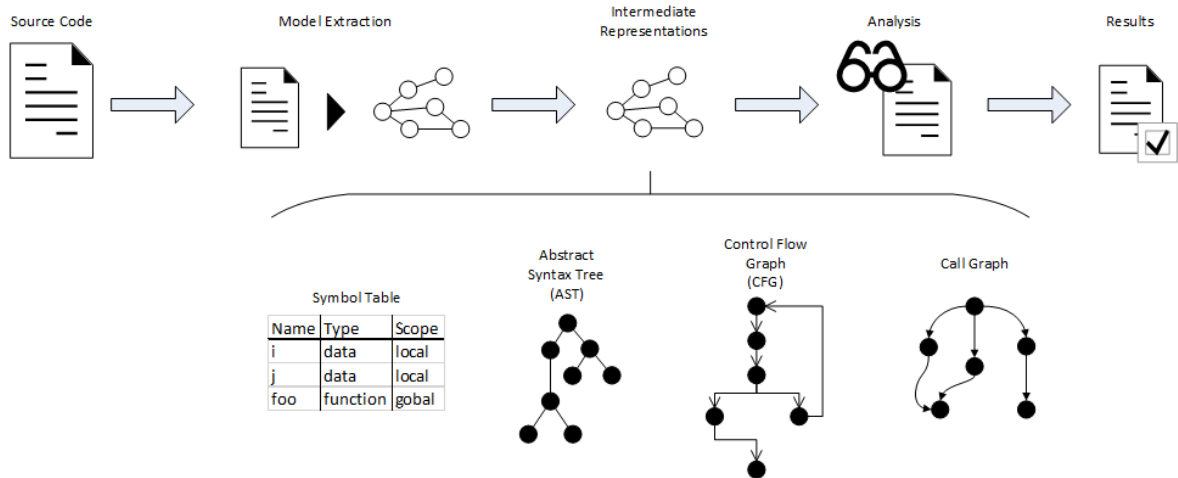 Source Code
Model Extraction
Intermediate
Representations
Analysis
Results
Symbol Table
Name Type Scope
i data local
j data local
foo function gobal
Abstract
Syntax Tree
(AST)
Control Flow
Graph
(CFG)
Call Graph